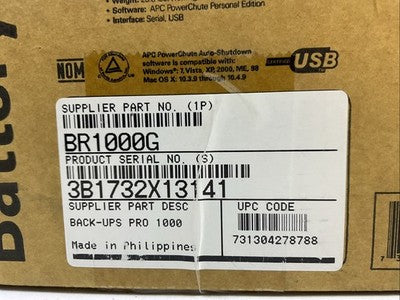 • Software: APC PowerChute Personal Edition
• Interface: Serial, USB
APC PowerChute Auto-Shutdown
software is compatible with:
Windows®: 7, Vista, XP, 2000, ME, 98
Mac OS X: 10.3.9 through 10.4.9
NOM
CERTIFIED USB
Battery
SUPPLIER PART NO. (1P)
BR1000G
PRODUCT SERIAL NO. (S)
3B1732X13141
SUPPLIER PART DESC
BACK-UPS PRO 1000
Made in Philippines
UPC CODE
731304278788